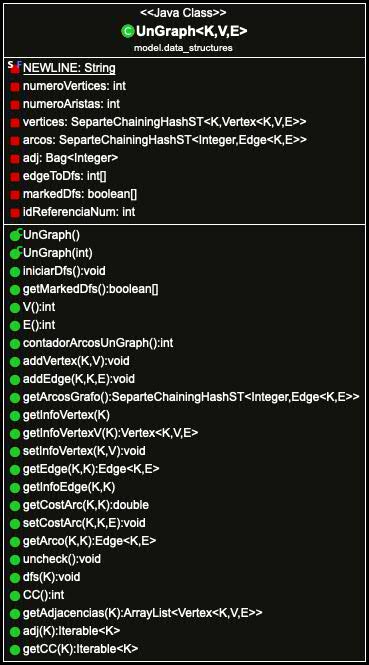 <<Java Class>>
C UnGraph<K,V,E>
model.data_structures
S F NEWLINE: String
numeroVertices: int
numeroAristas: int
vertices: SeparteChainingHashST<K,Vertex<K,V,E>>
arcos: SeparteChainingHashST<Integer,Edge<K,E>>
adj: Bag<Integer>
edgeToDfs: int[]
markedDfs: boolean[]
idReferenciaNum: int
C UnGraph()
C UnGraph(int)
iniciarDfs():void
getMarkedDfs():boolean[]
V():int
E():int
contadorArcosUnGraph():int
addVertex(K,V):void
addEdge(K,K,E):void
getArcosGrafo():SeparteChainingHashST<Integer,Edge<K,E>>
getInfoVertex(K)
getInfoVertexV(K):Vertex<K,V,E>
setInfoVertex(K,V):void
getEdge(K,K):Edge<K,E>
getInfoEdge(K,K)
getCostArc(K,K):double
setCostArc(K,K,E):void
getArco(K,K):Edge<K,E>
uncheck():void
dfs(K):void
CC():int
getAdjacencias(K):ArrayList<Vertex<K,V,E>>
adj(K):Iterable<K>
getCC(K):Iterable<K>